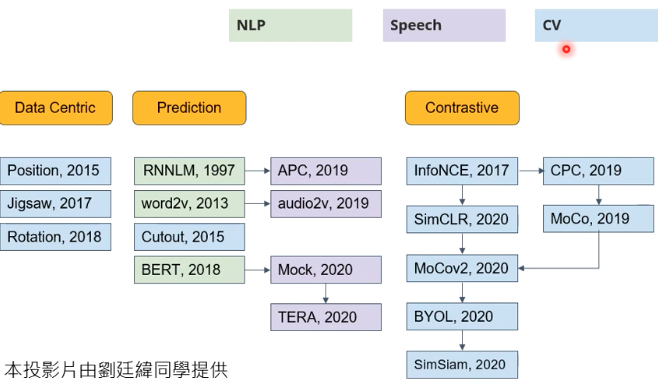 NLP
Speech
CV
Data Centric
Prediction
Contrastive
Position, 2015
RNNLM, 1997
APC, 2019
InfoNCE, 2017
CPC, 2019
Jigsaw, 2017
word2v, 2013
audio2v, 2019
SimCLR, 2020
MoCo, 2019
Rotation, 2018
Cutout, 2015
BERT, 2018
Mock, 2020
MoCov2, 2020
TERA, 2020
BYOL, 2020
SimSiam, 2020
本投影片由劉廷緯同學提供